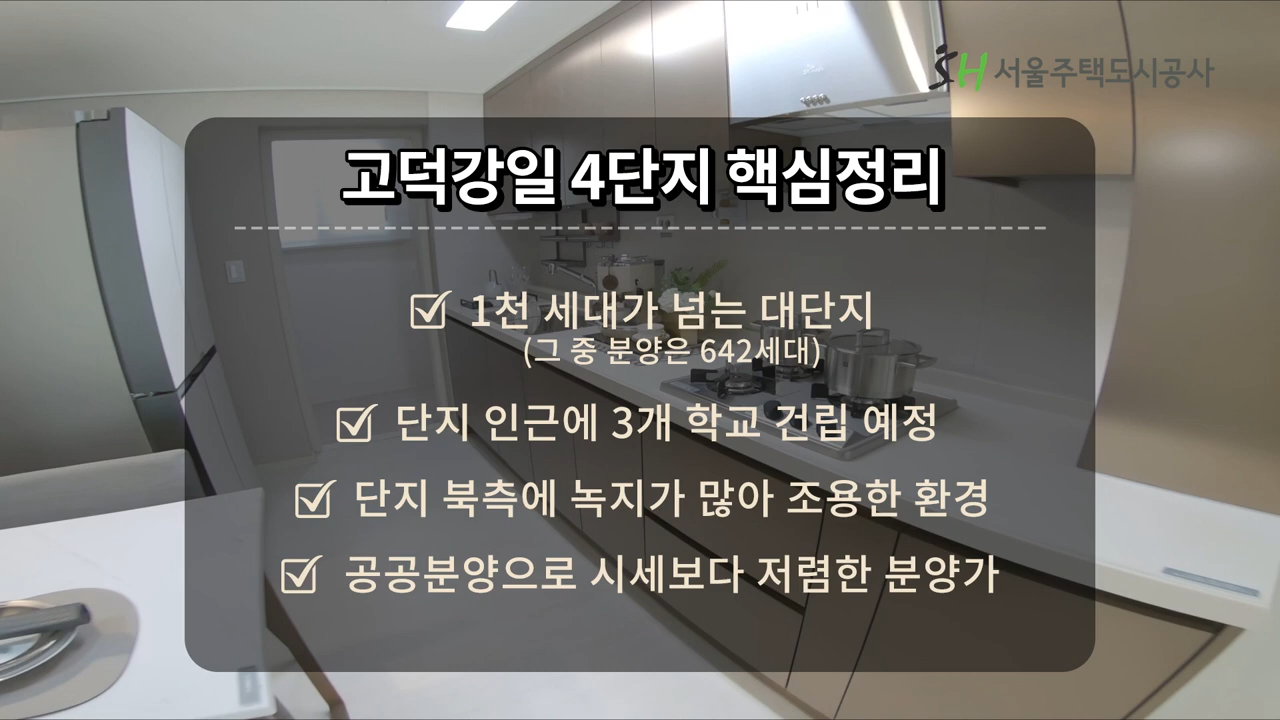 SH 서울주택도시공사
고덕강일 4단지 핵심정리
1천 세대가 넘는 대단지
(그 중 분양은 642세대)
단지 인근에 3개 학교 건립 예정
단지 북측에 녹지가 많아 조용한 환경
공공분양으로 시세보다 저렴한 분양가